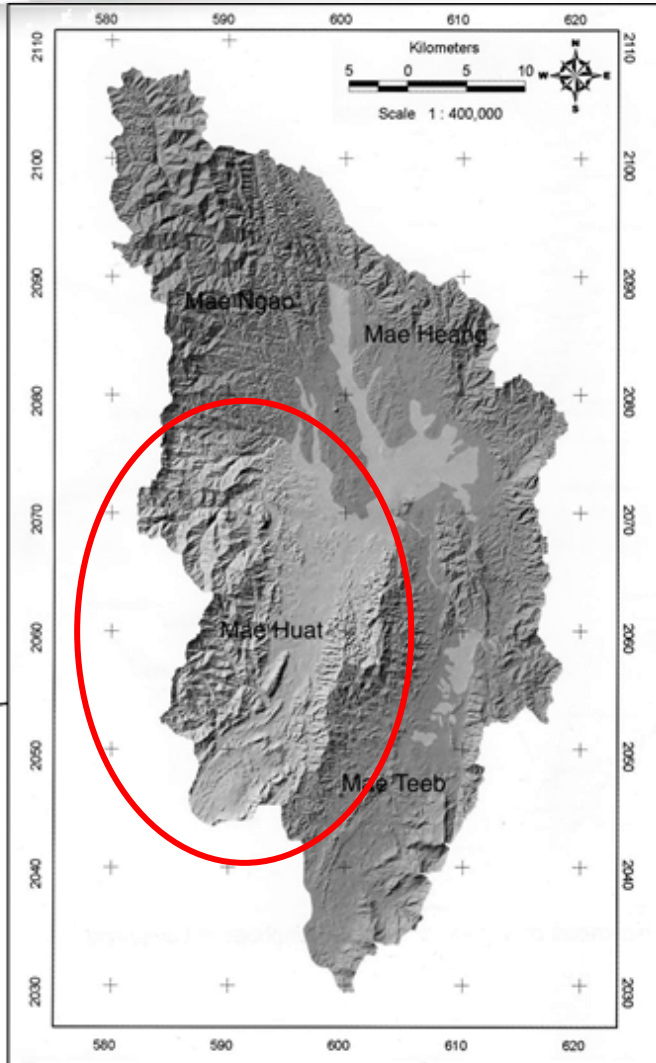 580 590 600 610 620
2110 2110
Kilometers
5 0 5 10
N
W E
S
Scale 1 : 400,000
2100 2100
2090 2090
Mae Ngao
Mae Heang
2080 2080
2070 2070
2060 2060
Mae Huat
2050 2050
Mae Teeb
2040 2040
2030 2030
580 590 600 610 620